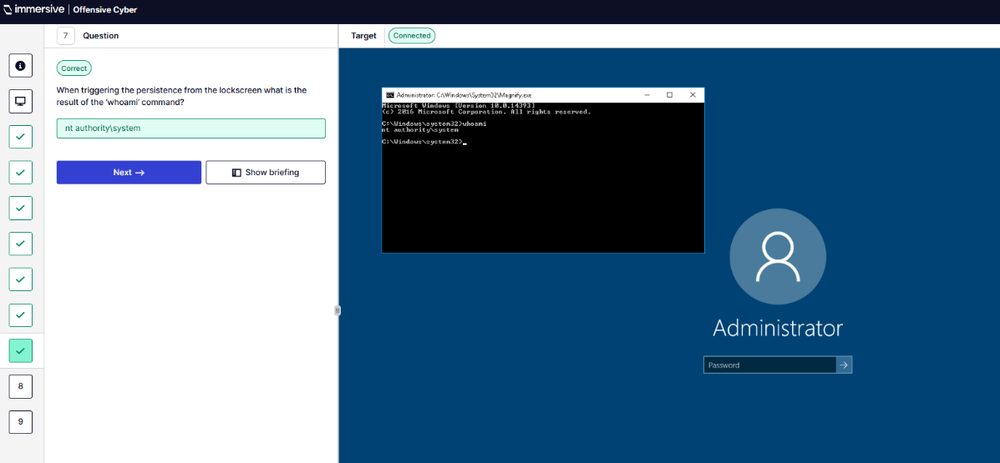 immersive | Offensive Cyber
7 Question
Correct
When triggering the persistence from the lockscreen what is the
result of the 'whoami' command?
nt authority\system
Next →
Show briefing
8
9
Target
Connected
Administrator: C:\Windows\System32\Magnify.exe
Microsoft Windows [Version 10.0.14393]
(c) 2016 Microsoft Corporation. All rights reserved.
C:\Windows\system32>whoami
nt authority\system
C:\Windows\system32>
Administrator
Password